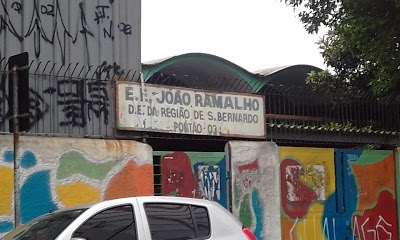 E.E. JOÃO RAMALHO
D.E. DA REGIÃO DE S. BERNARDO
PORTÃO - 03